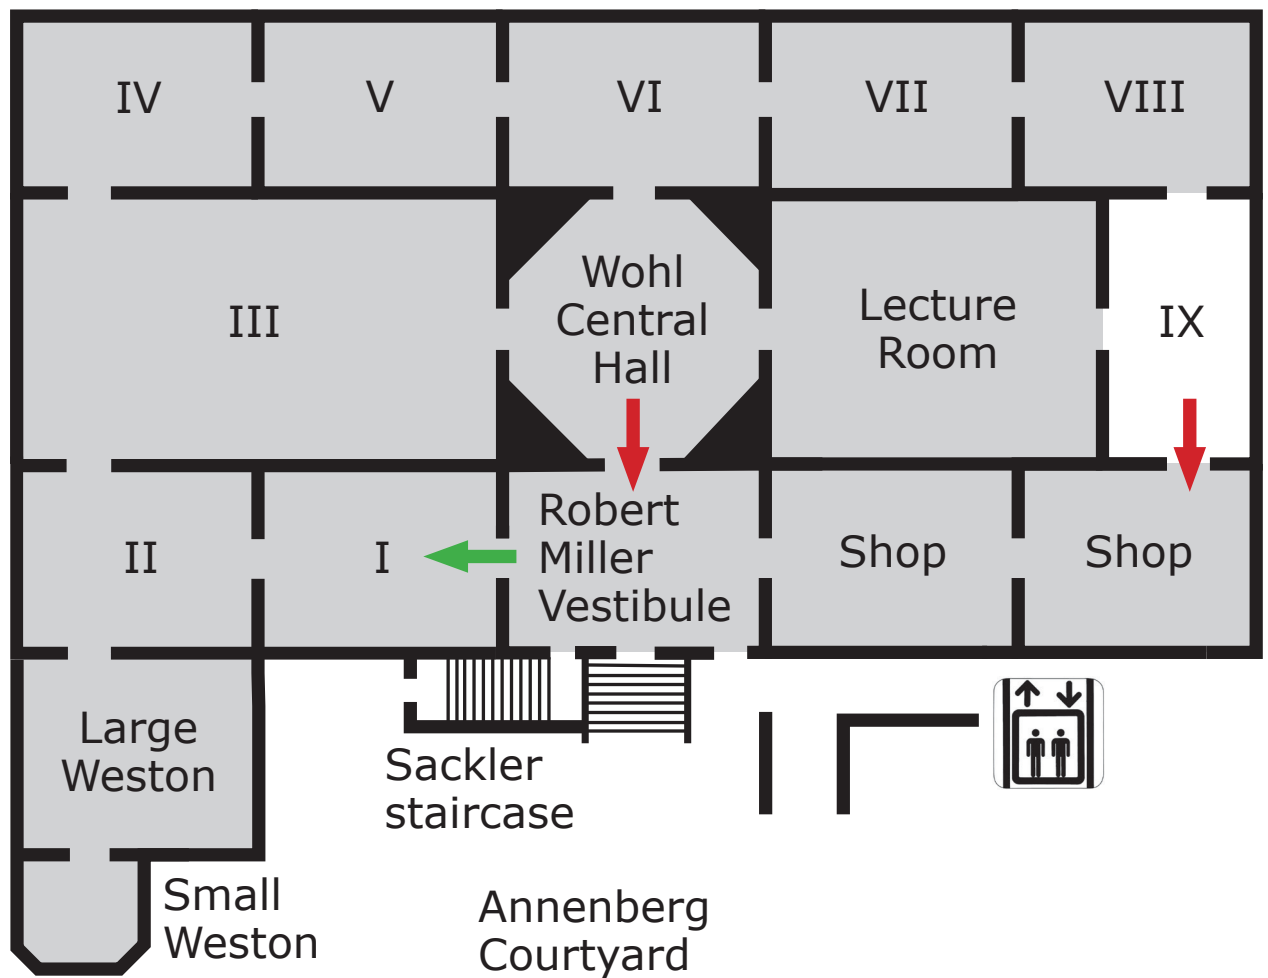 IV
V
VI
VII
VIII
III
Wohl
Central
Hall
Lecture
Room
IX
II
I
Robert
Miller
Vestibule
Shop
Shop
Large
Weston
Sackler
staircase
Small
Weston
Annenberg
Courtyard